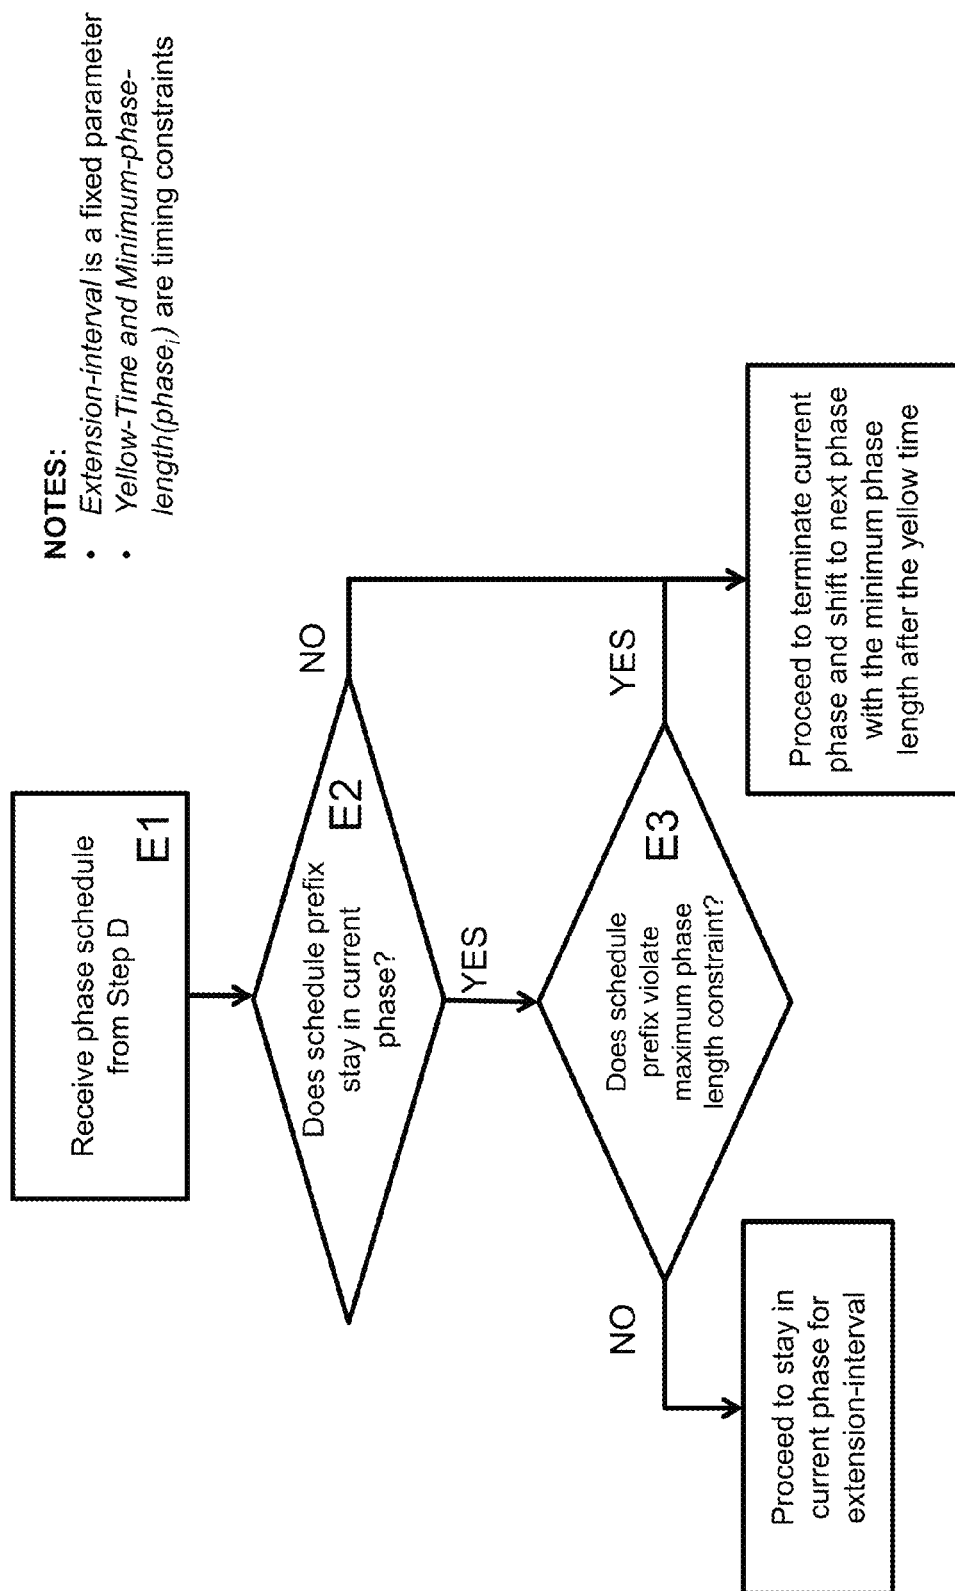 NOTES:
• Extension-interval is a fixed parameter
• Yellow-Time and Minimum-phase-
length(phaseᵢ) are timing constraints
Receive phase schedule
from Step D
E1
Does schedule prefix
stay in current
phase?
E2
NO
YES
Does schedule
prefix violate
maximum phase
length constraint?
E3
YES
NO
Proceed to terminate current
phase and shift to next phase
with the minimum phase
length after the yellow time
Proceed to stay in
current phase for
extension-interval